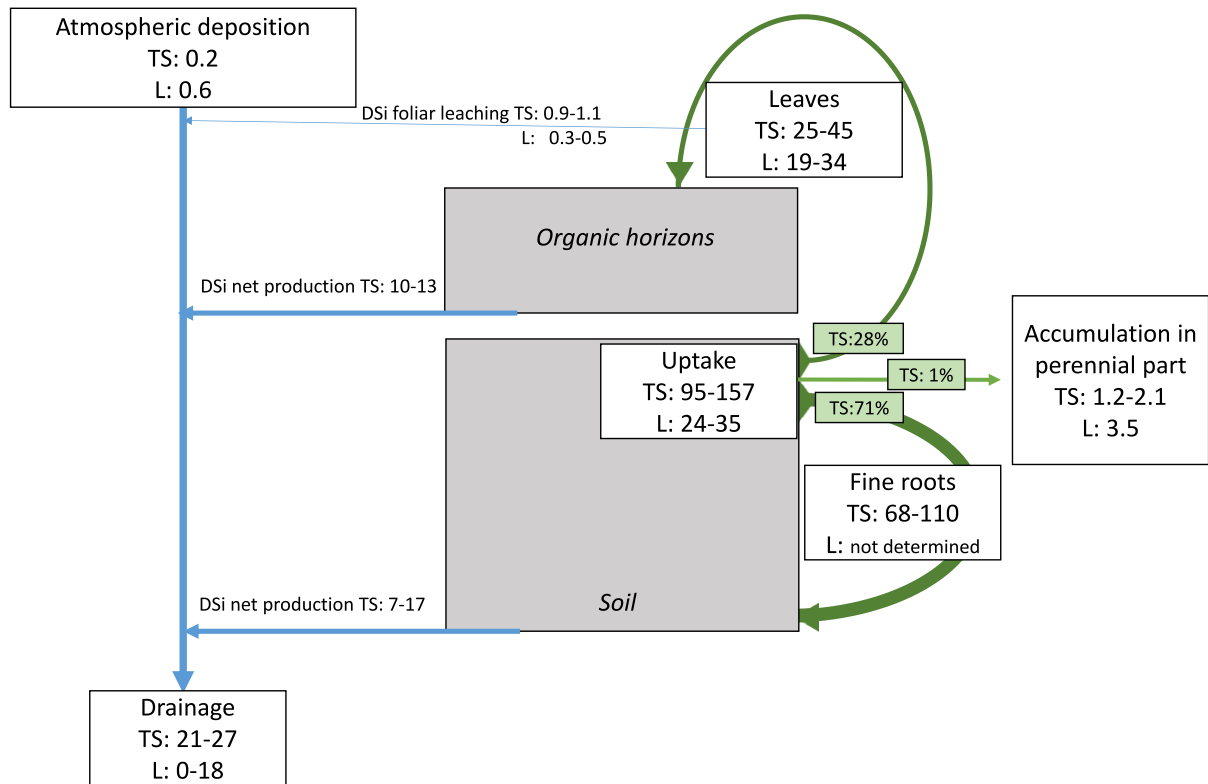 Atmospheric deposition
TS: 0.2
L: 0.6
DSi foliar leaching TS: 0.9-1.1
L: 0.3-0.5
Leaves
TS: 25-45
L: 19-34
Organic horizons
DSi net production TS: 10-13
TS:28%
Uptake
TS: 95-157
L: 24-35
TS: 1%
TS:71%
Accumulation in
perennial part
TS: 1.2-2.1
L: 3.5
Fine roots
TS: 68-110
L: not determined
Soil
DSi net production TS: 7-17
Drainage
TS: 21-27
L: 0-18